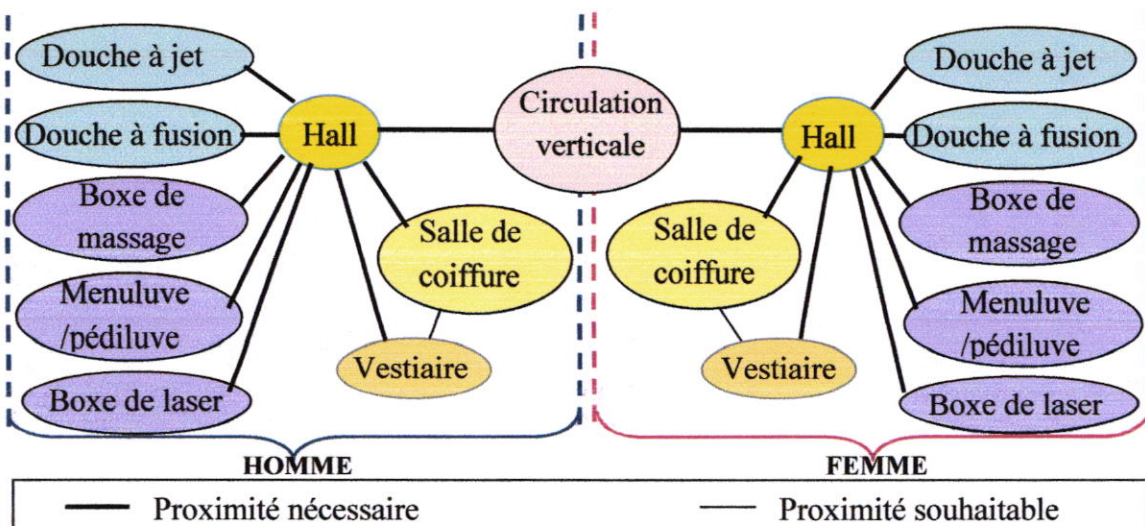 Douche à jet
Douche à fusion
Boxe de
massage
Menuluve
/pédiluve
Boxe de laser
Hall
Salle de
coiffure
Vestiaire
Circulation
verticale
Hall
Salle de
coiffure
Vestiaire
Douche à jet
Douche à fusion
Boxe de
massage
Menuluve
/pédiluve
Boxe de laser
HOMME
FEMME
Proximité nécessaire
Proximité souhaitable